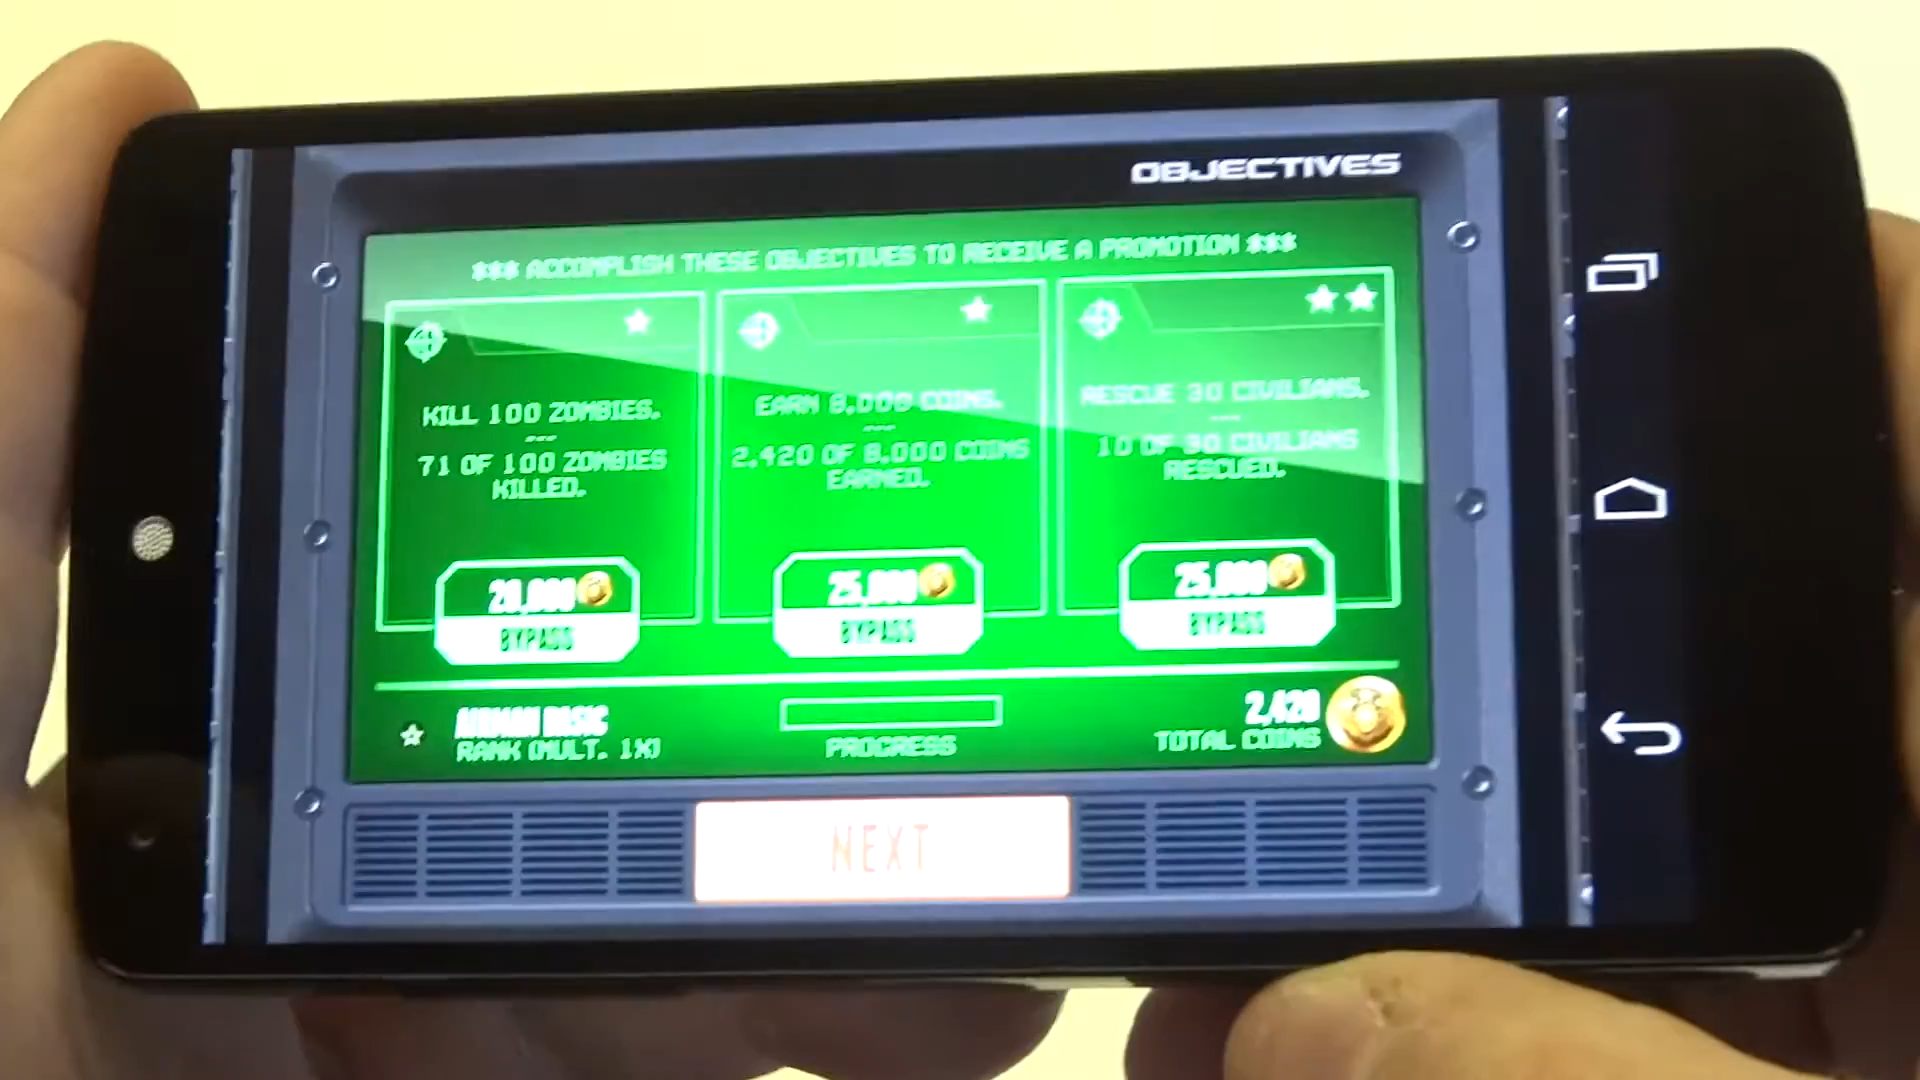 OBJECTIVES
*** ACCOMPLISH THESE OBJECTIVES TO RECEIVE A PROMOTION ***
KILL 100 ZOMBIES.
---
71 OF 100 ZOMBIES
KILLED.
20,000
BYPASS
EARN 8,000 COINS.
---
2,420 OF 8,000 COINS
EARNED.
25,000
BYPASS
RESCUE 30 CIVILIANS.
---
10 OF 30 CIVILIANS
RESCUED.
25,000
BYPASS
AIRMAN BASIC
RANK (MULT. 1X)
PROGRESS
2,420
TOTAL COINS
NEXT